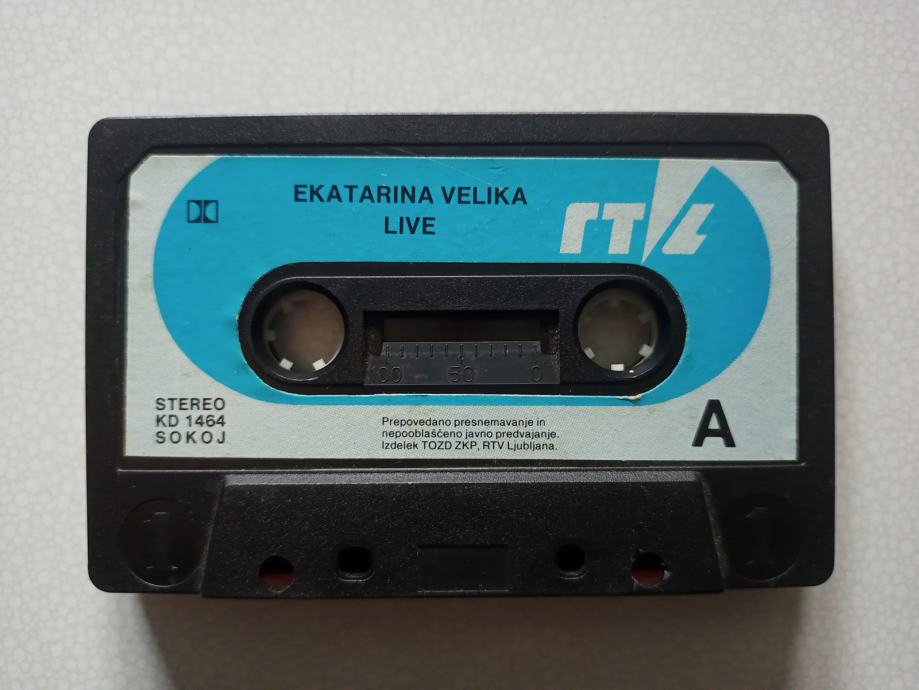 EKATARINA VELIKA
LIVE
RTVL
100 50 0
STEREO
KD 1464
SOKOJ
Prepovedano presnemavanje in
nepooblaščeno javno predvajanje.
Izdelek TOZD ZKP, RTV Ljubljana.
A
1 1